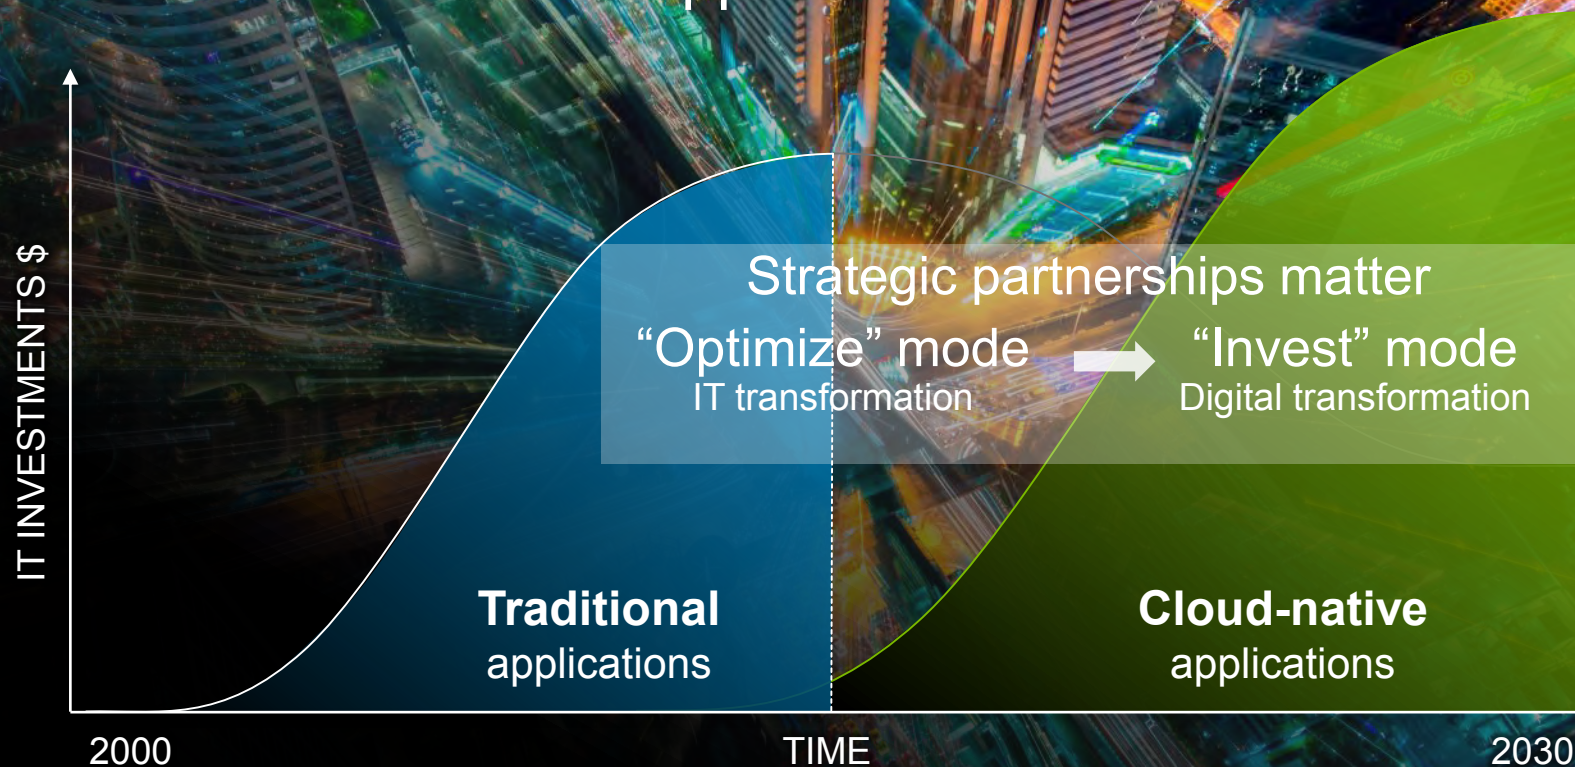 IT INVESTMENTS $
Strategic partnerships matter
“Optimize” mode
IT transformation
“Invest” mode
Digital transformation
Traditional
applications
Cloud-native
applications
2000
TIME
2030